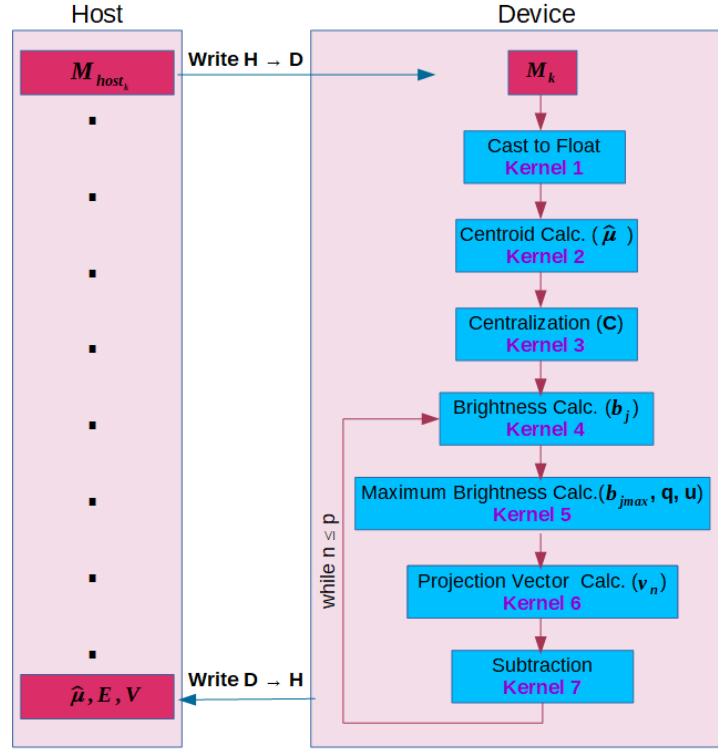 Host
Device
M_host_k
Write H → D
M_k
Cast to Float
Kernel 1
Centroid Calc. ( μ̂ )
Kernel 2
Centralization (C)
Kernel 3
Brightness Calc. (b_j)
Kernel 4
Maximum Brightness Calc.(b_jmax, q, u)
Kernel 5
while n ≤ p
Projection Vector Calc. (v_n)
Kernel 6
Subtraction
Kernel 7
Write D → H
μ̂, E, V